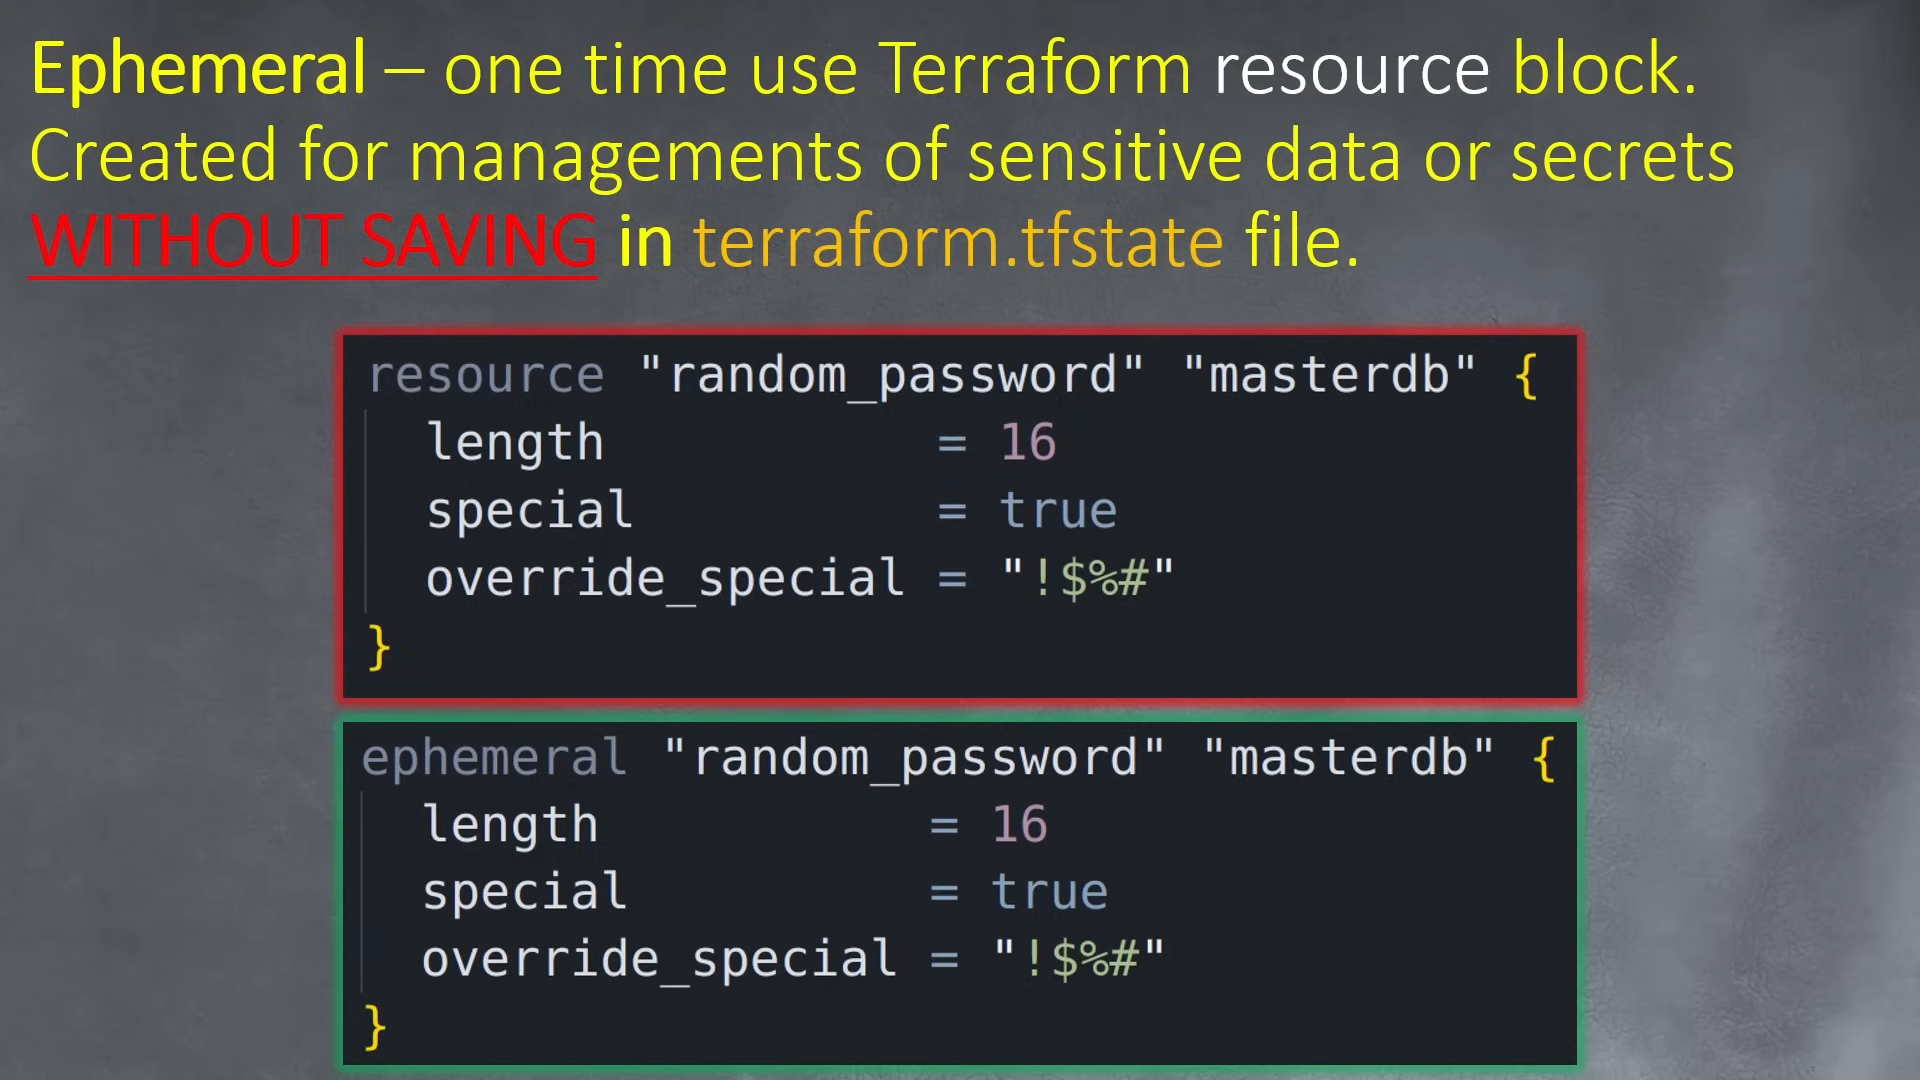 Ephemeral – one time use Terraform resource block.
Created for managements of sensitive data or secrets
WITHOUT SAVING in terraform.tfstate file.
resource "random_password" "masterdb" {
length = 16
special = true
override_special = "!$%#"
}
ephemeral "random_password" "masterdb" {
length = 16
special = true
override_special = "!$%#"
}